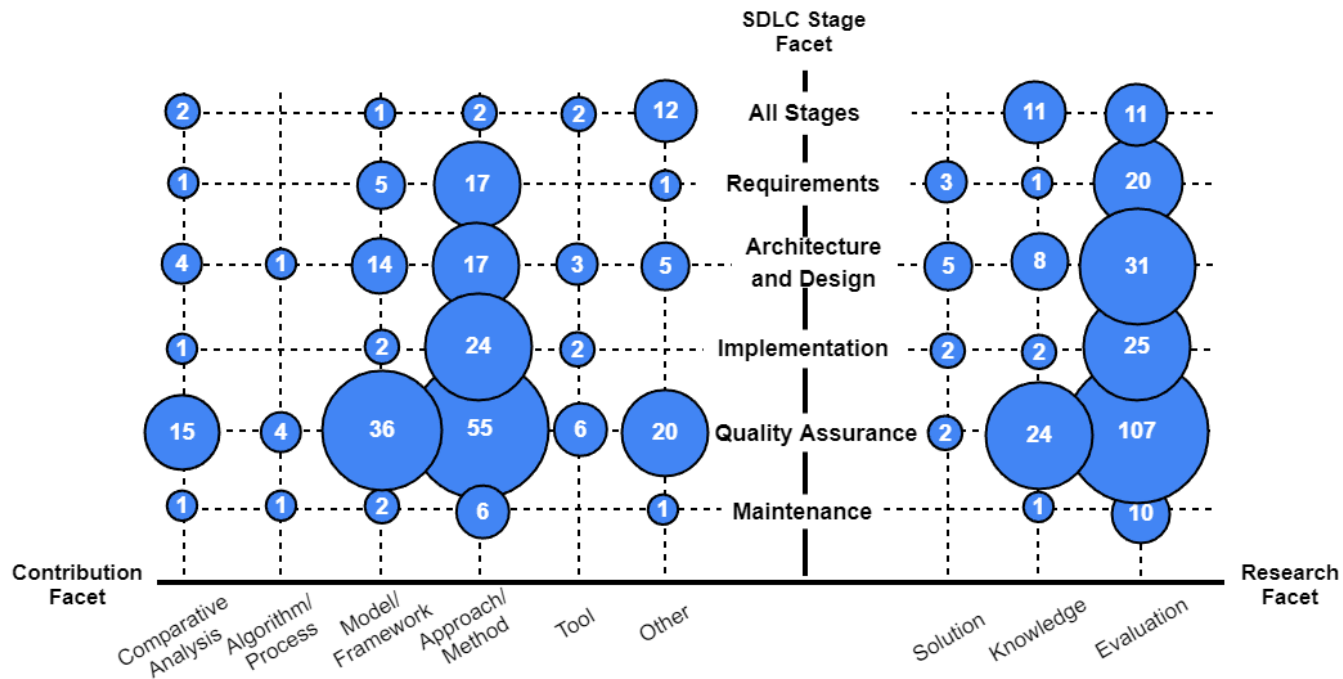 SDLC Stage
Facet
2 1 2 2 12 All Stages 11 11
1 5 17 1 Requirements 3 1 20
4 1 14 17 3 5 Architecture
and Design 5 8 31
1 2 24 2 Implementation 2 2 25
15 4 36 55 6 20 Quality Assurance 2 24 107
1 1 2 6 1 Maintenance 1 10
Contribution
Facet
Comparative
Analysis
Algorithm/
Process
Model/
Framework
Approach/
Method
Tool
Other
Solution
Knowledge
Evaluation
Research
Facet